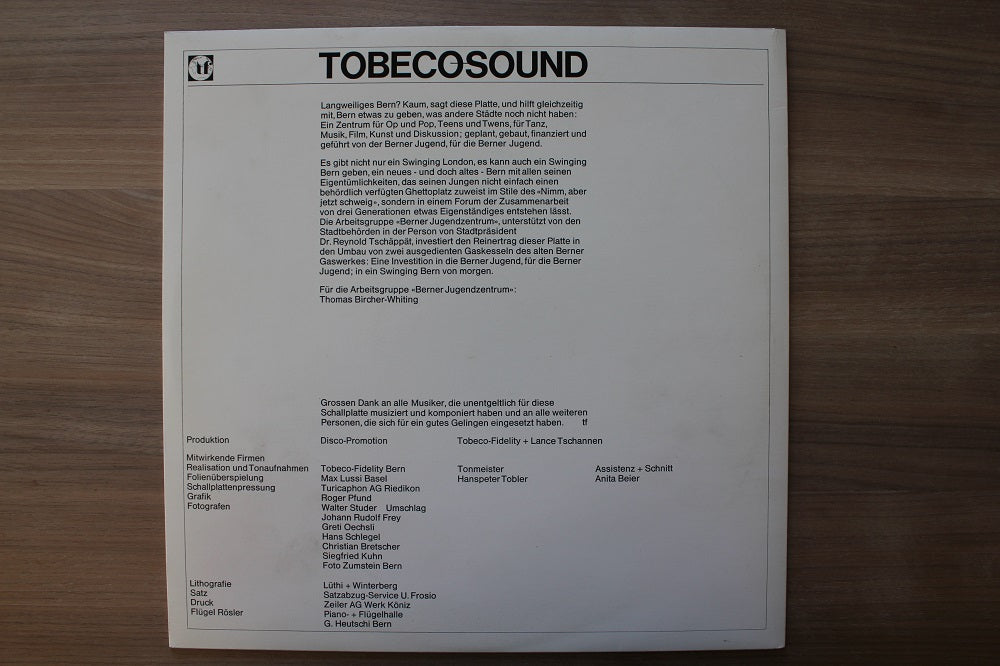 tf
TOBECO-SOUND
Langweiliges Bern? Kaum, sagt diese Platte, und hilft gleichzeitig
mit, Bern etwas zu geben, was andere Städte noch nicht haben:
Ein Zentrum für Op und Pop, Teens und Twens, für Tanz,
Musik, Film, Kunst und Diskussion; geplant, gebaut, finanziert und
geführt von der Berner Jugend, für die Berner Jugend.
Es gibt nicht nur ein Swinging London, es kann auch ein Swinging
Bern geben, ein neues - und doch altes - Bern mit allen seinen
Eigentümlichkeiten, das seinen Jungen nicht einfach einen
behördlich verfügten Ghettoplatz zuweist im Stile des «Nimm, aber
jetzt schweig», sondern in einem Forum der Zusammenarbeit
von drei Generationen etwas Eigenständiges entstehen lässt.
Die Arbeitsgruppe «Berner Jugendzentrum», unterstützt von den
Stadtbehörden in der Person von Stadtpräsident
Dr. Reynold Tschäppät, investiert den Reinertrag dieser Platte in
den Umbau von zwei ausgedienten Gaskesseln des alten Berner
Gaswerkes: Eine Investition in die Berner Jugend, für die Berner
Jugend; in ein Swinging Bern von morgen.
Für die Arbeitsgruppe «Berner Jugendzentrum»:
Thomas Bircher-Whiting
Grossen Dank an alle Musiker, die unentgeltlich für diese
Schallplatte musiziert und komponiert haben und an alle weiteren
Personen, die sich für ein gutes Gelingen eingesetzt haben. tf
Produktion Disco-Promotion Tobeco-Fidelity + Lance Tschannen
Mitwirkende Firmen
Realisation und Tonaufnahmen Tobeco-Fidelity Bern Tonmeister Assistenz + Schnitt
Folienüberspielung Max Lussi Basel Hanspeter Tobler Anita Beier
Schallplattenpressung Turicaphon AG Riedikon
Grafik Roger Pfund
Fotografen Walter Studer Umschlag
Johann Rudolf Frey
Greti Oechsli
Hans Schlegel
Christian Bretscher
Siegfried Kuhn
Foto Zumstein Bern
Lithografie Lüthi + Winterberg
Satz Satzabzug-Service U. Frosio
Druck Zeiler AG Werk Köniz
Flügel Rösler Piano- + Flügelhalle
G. Heutschi Bern